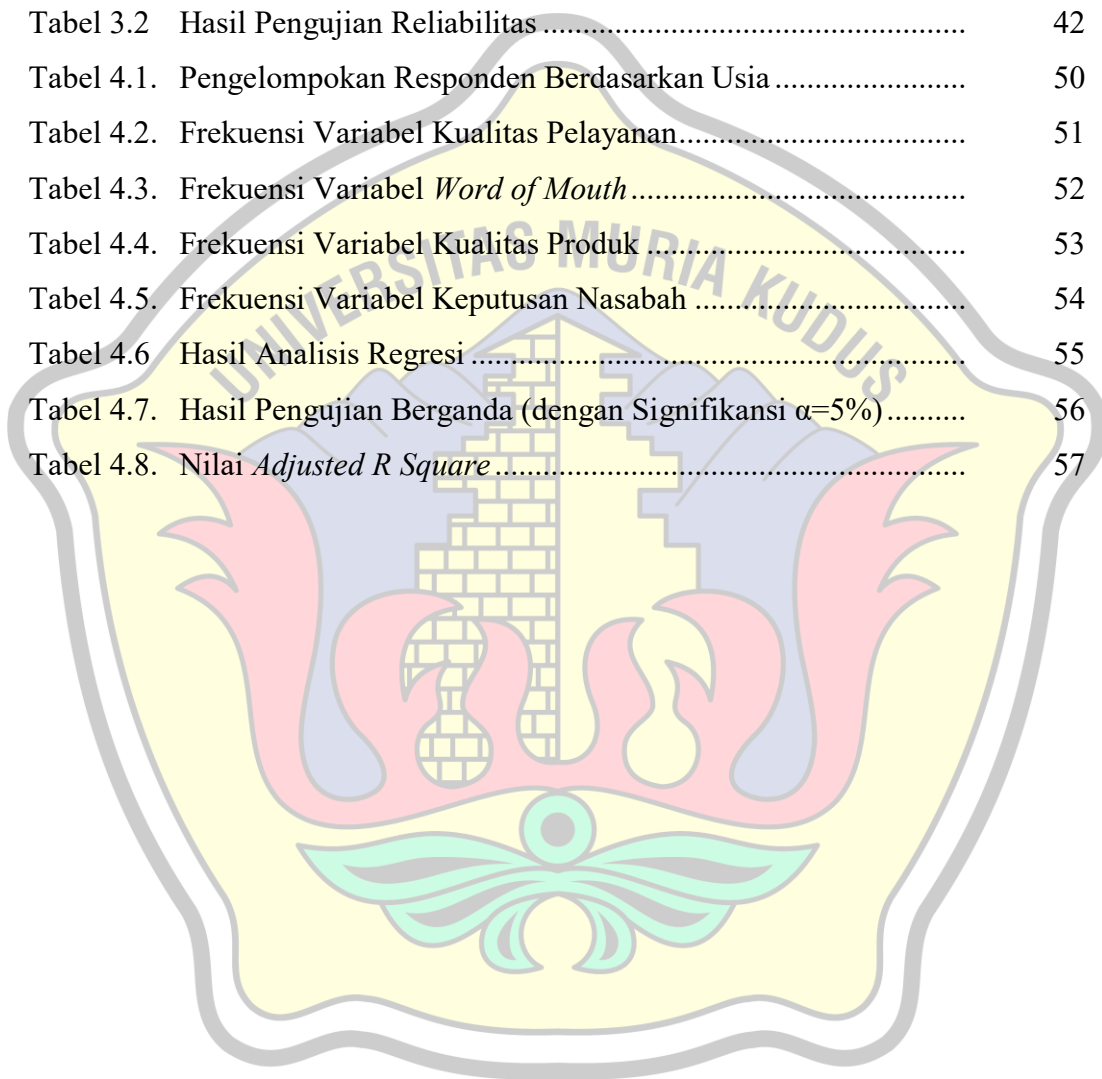 Tabel 3.2 Hasil Pengujian Reliabilitas ..................................................... 42
Tabel 4.1. Pengelompokan Responden Berdasarkan Usia ........................ 50
Tabel 4.2. Frekuensi Variabel Kualitas Pelayanan .................................... 51
Tabel 4.3. Frekuensi Variabel Word of Mouth .......................................... 52
Tabel 4.4. Frekuensi Variabel Kualitas Produk ......................................... 53
Tabel 4.5. Frekuensi Variabel Keputusan Nasabah .................................. 54
Tabel 4.6 Hasil Analisis Regresi .............................................................. 55
Tabel 4.7. Hasil Pengujian Berganda (dengan Signifikansi α=5%) .......... 56
Tabel 4.8. Nilai Adjusted R Square ........................................................... 57
UNIVERSITAS MURIA KUDUS